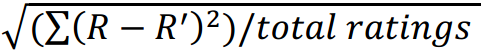 √(∑(R − R′)²)/total ratings